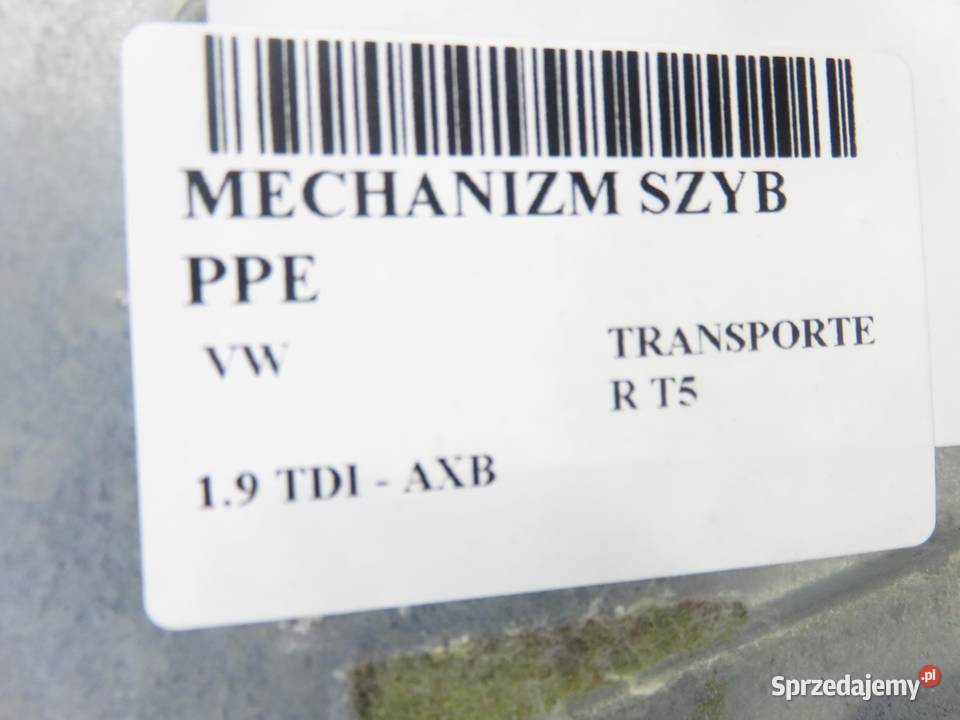 MECHANIZM SZYB
PPE
VW
TRANSPORTE
R T5
1.9 TDI - AXB
Sprzedajemy.pl